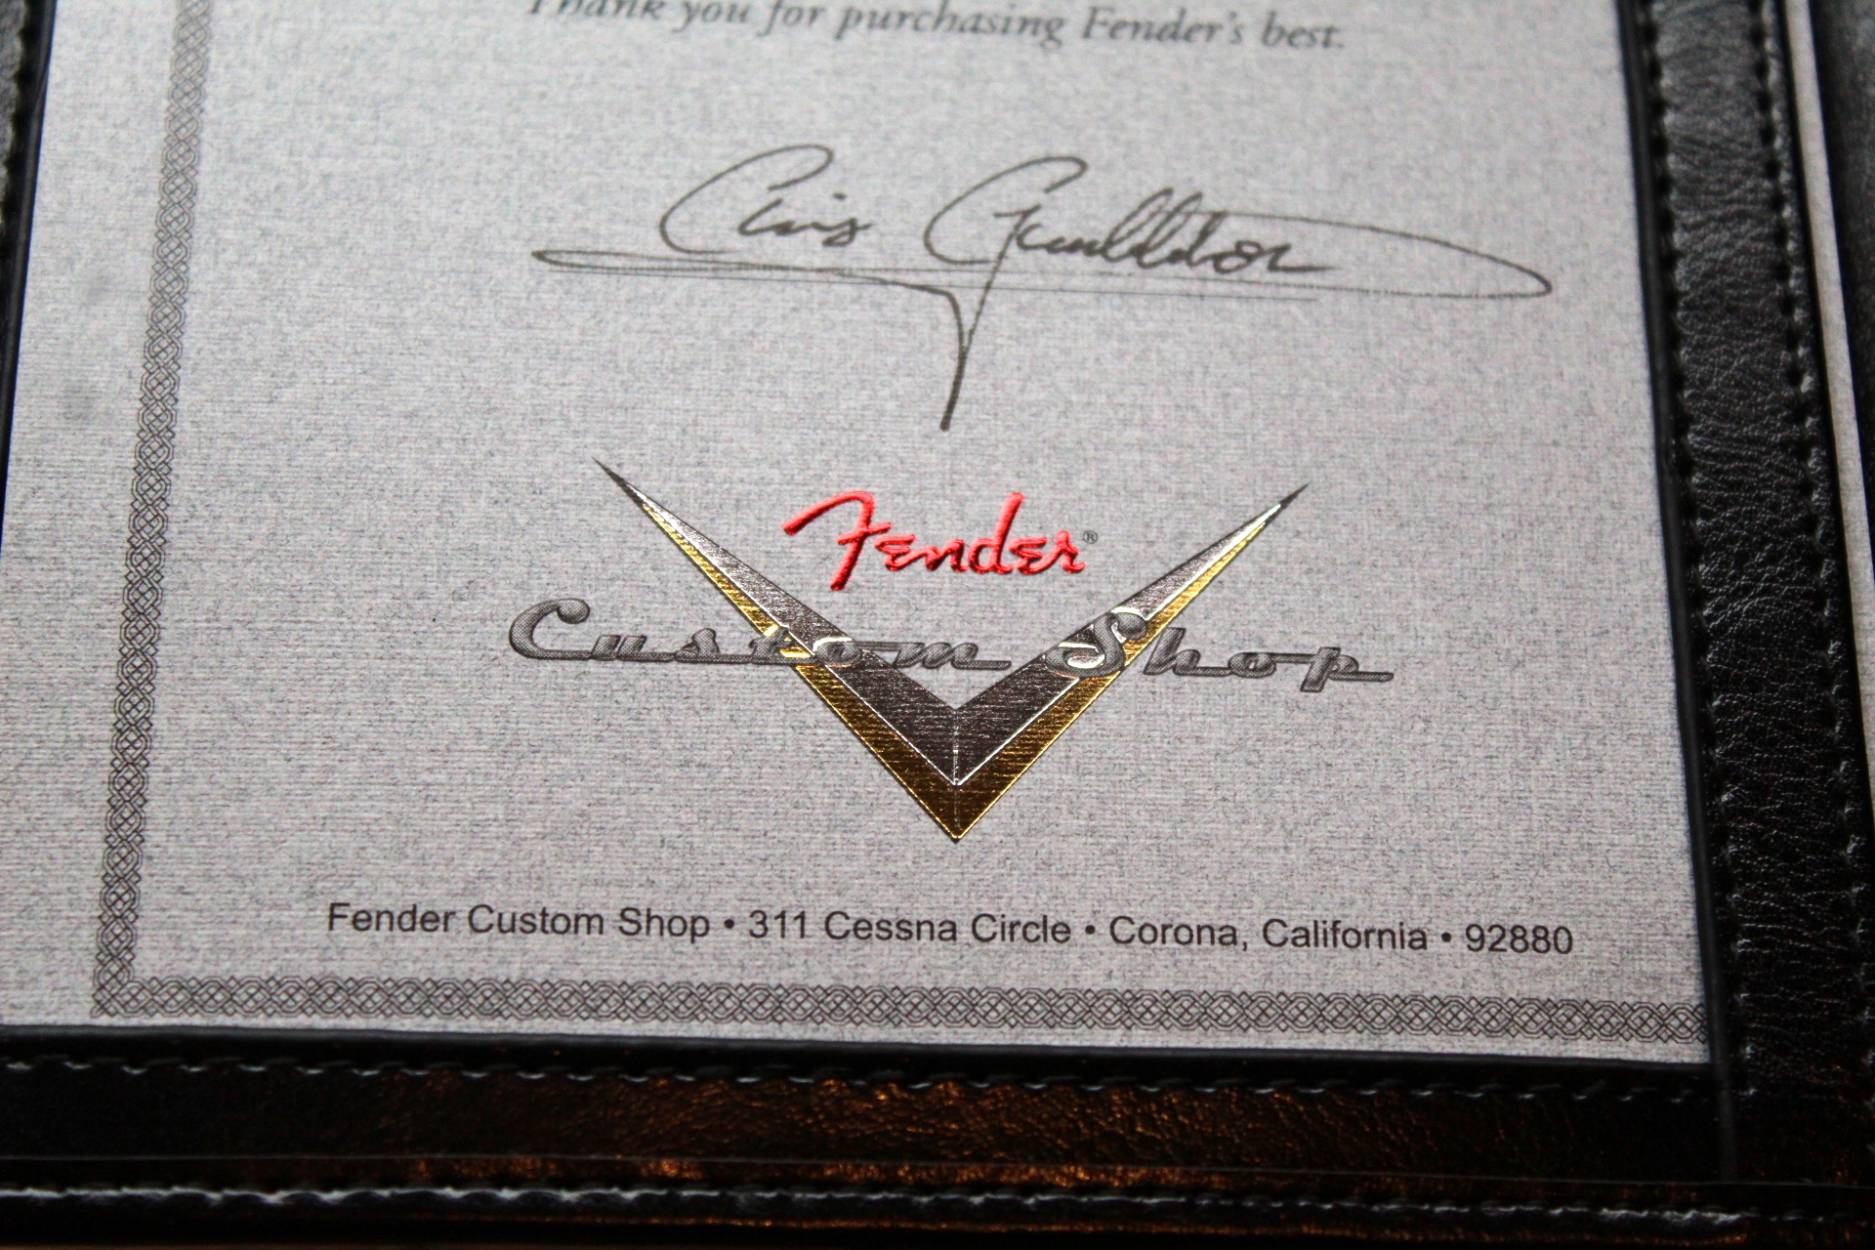 Thank you for purchasing Fender's best.
Fender®
Custom Shop
Fender Custom Shop • 311 Cessna Circle • Corona, California • 92880